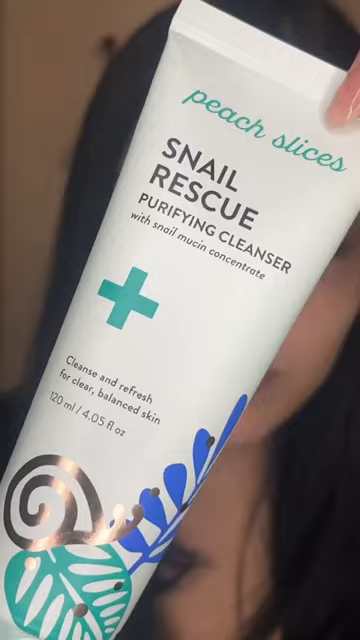 peach slices
SNAIL
RESCUE
PURIFYING CLEANSER
with snail mucin concentrate
Cleanse and refresh
for clear, balanced skin
120 ml / 4.05 fl oz